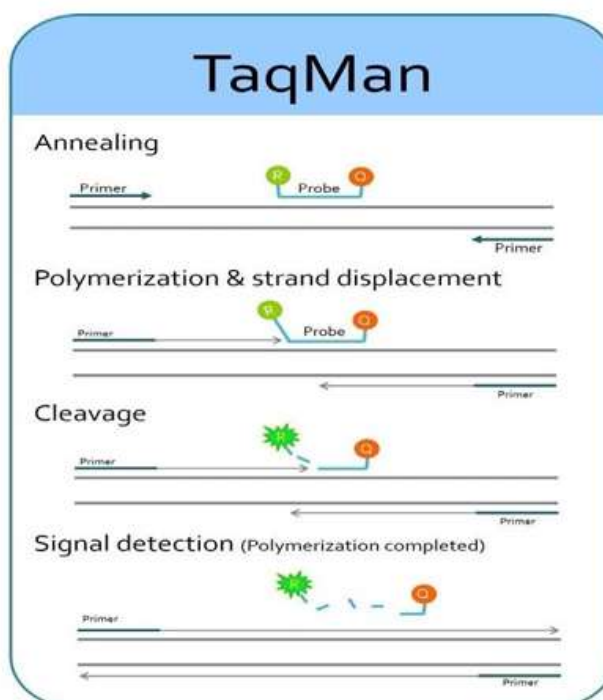 TaqMan
Annealing
R Q
Primer Probe
Primer
Polymerization & strand displacement
R Q
Primer Probe
Primer
Cleavage
R Q
Primer
Primer
Signal detection (Polymerization completed)
R Q
Primer
Primer